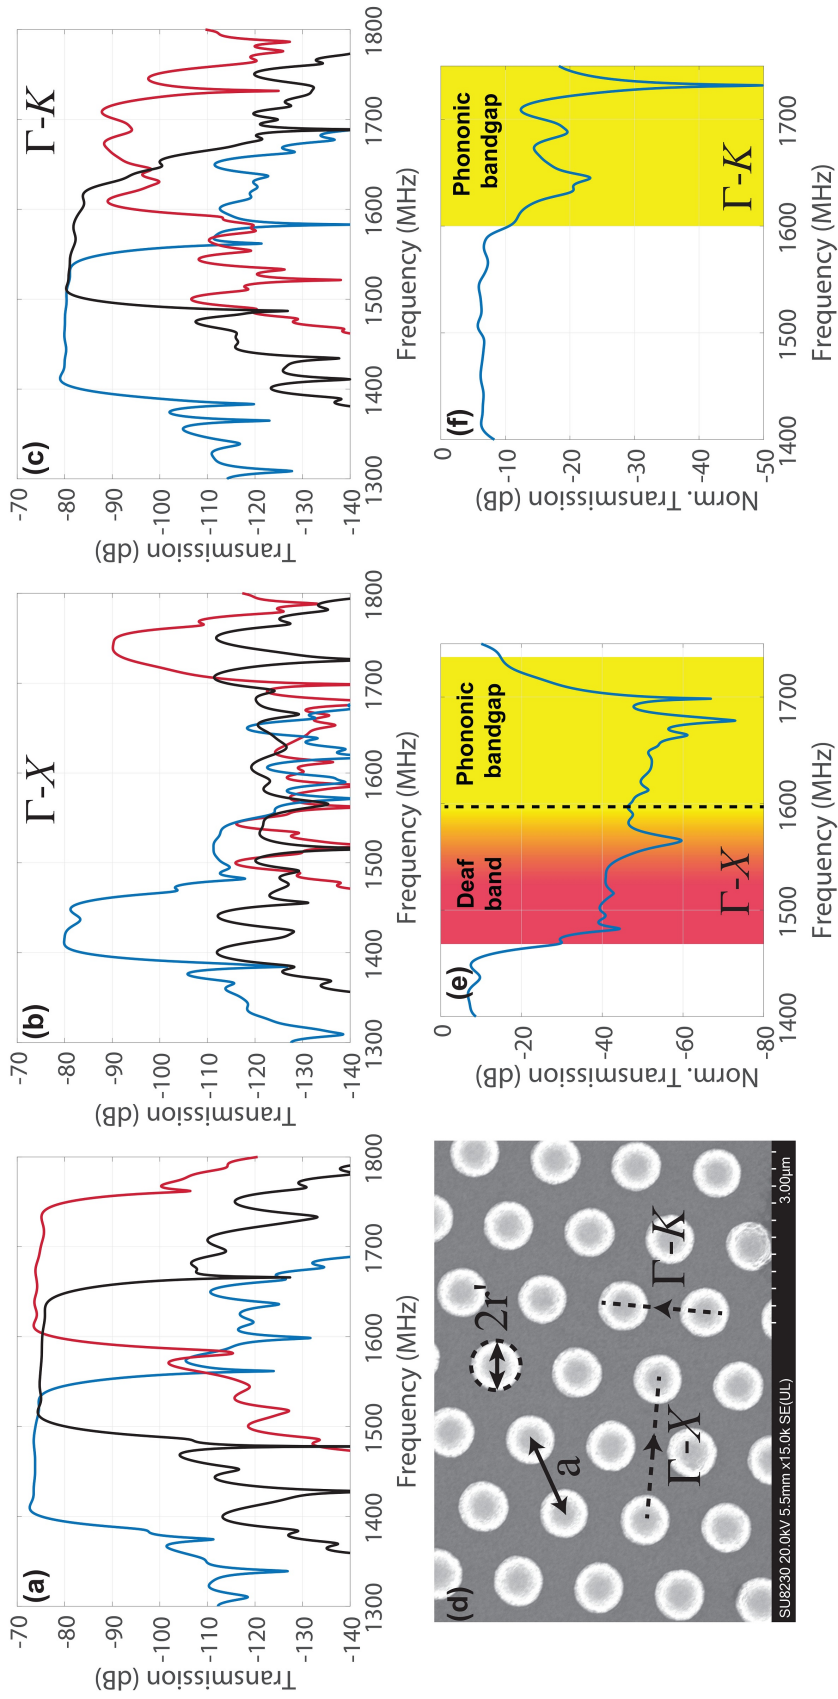 (a)
-70
-80
-90
-100
-110
-120
-130
-140
Transmission (dB)
1300
1400
1500
1600
1700
1800
Frequency (MHz)
(b)
Γ-X
-70
-80
-90
-100
-110
-120
-130
-140
Transmission (dB)
1300
1400
1500
1600
1700
1800
Frequency (MHz)
(c)
Γ-K
-70
-80
-90
-100
-110
-120
-130
-140
Transmission (dB)
1300
1400
1500
1600
1700
1800
Frequency (MHz)
(d)
a
2r'
Γ-X
Γ-K
SU8230 20.0kV 5.5mm x15.0k SE(UL)
3.00µm
(e)
Deaf
band
Phononic
bandgap
Γ-X
0
-20
-40
-60
-80
Norm. Transmission (dB)
1400
1500
1600
1700
Frequency (MHz)
(f)
Phononic
bandgap
Γ-K
0
-10
-20
-30
-40
-50
Norm. Transmission (dB)
1400
1500
1600
1700
Frequency (MHz)